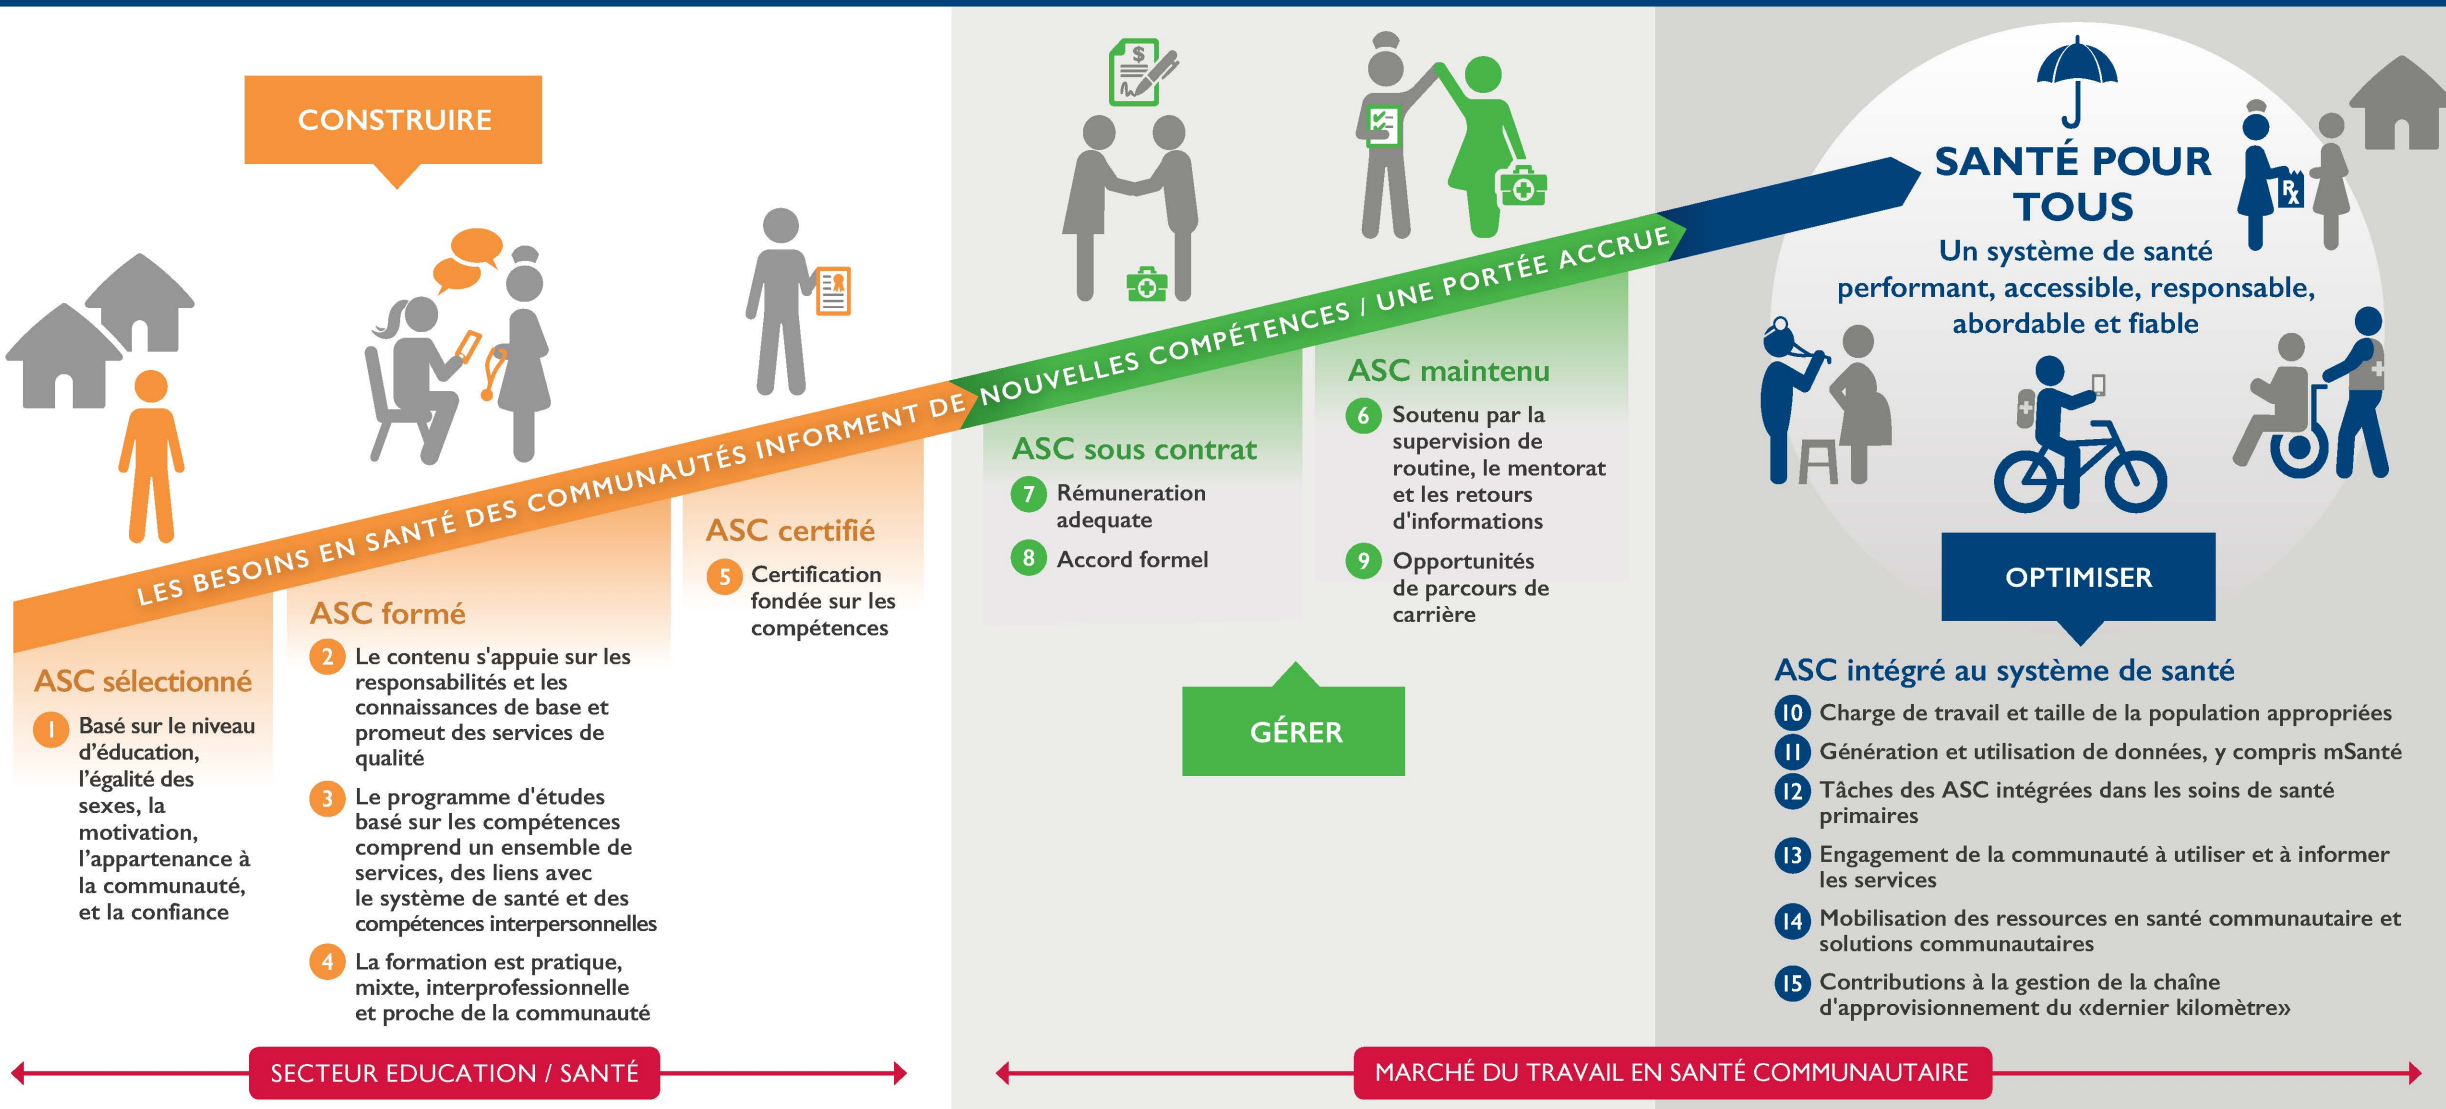 CONSTRUIRE
LES BESOINS EN SANTÉ DES COMMUNAUTÉS INFORMENT DE NOUVELLES COMPÉTENCES / UNE PORTÉE ACCRUE
ASC sélectionné
1 Basé sur le niveau
d’éducation,
l’égalité des
sexes, la
motivation,
l’appartenance à
la communauté,
et la confiance
ASC formé
2 Le contenu s'appuie sur les
responsabilités et les
connaissances de base et
promeut des services de
qualité
3 Le programme d'études
basé sur les compétences
comprend un ensemble de
services, des liens avec
le système de santé et des
compétences interpersonnelles
4 La formation est pratique,
mixte, interprofessionnelle
et proche de la communauté
ASC certifié
5 Certification
fondée sur les
compétences
$
ASC sous contrat
7 Rémuneration
adequate
8 Accord formel
ASC maintenu
6 Soutenu par la
supervision de
routine, le mentorat
et les retours
d'informations
9 Opportunités
de parcours de
carrière
GÉRER
SANTÉ POUR
TOUS
Un système de santé
performant, accessible, responsable,
abordable et fiable
Rx
OPTIMISER
ASC intégré au système de santé
10 Charge de travail et taille de la population appropriées
11 Génération et utilisation de données, y compris mSanté
12 Tâches des ASC intégrées dans les soins de santé
primaires
13 Engagement de la communauté à utiliser et à informer
les services
14 Mobilisation des ressources en santé communautaire et
solutions communautaires
15 Contributions à la gestion de la chaîne
d'approvisionnement du «dernier kilomètre»
SECTEUR EDUCATION / SANTÉ
MARCHÉ DU TRAVAIL EN SANTÉ COMMUNAUTAIRE